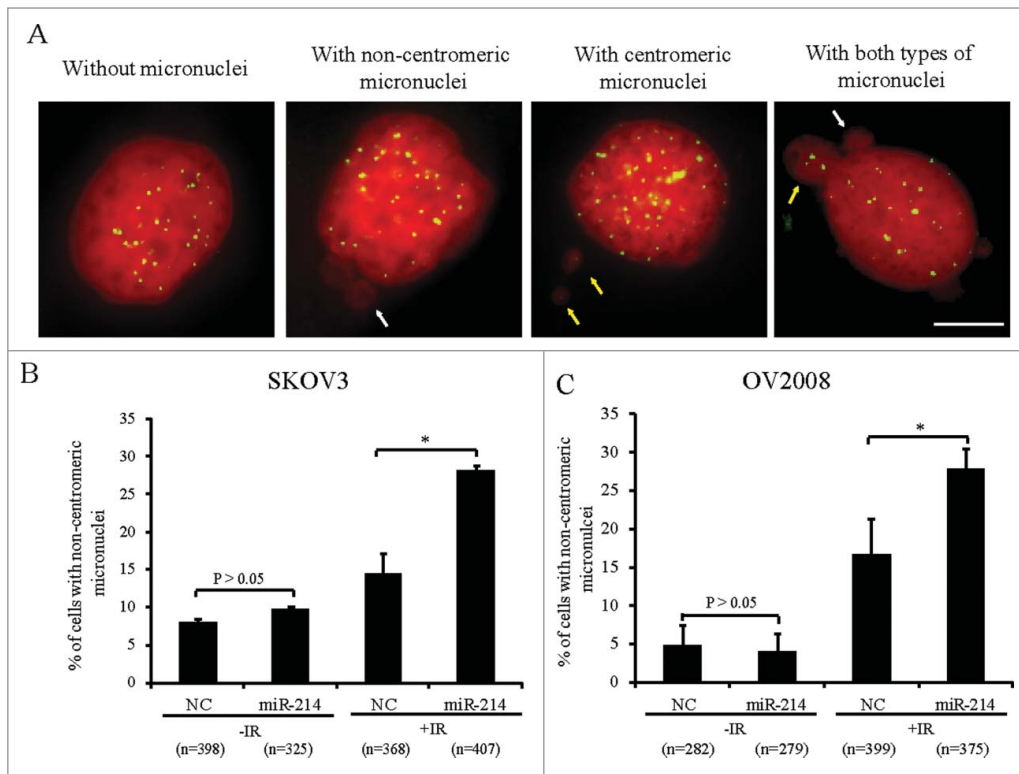 A
Without micronuclei
With non-centromeric
micronuclei
With centromeric
micronuclei
With both types of
micronuclei
B
SKOV3
% of cells with non-centromeric
micronuclei
35
30
25
20
15
10
5
0
P > 0.05
*
NC
miR-214
NC
miR-214
-IR
+IR
(n=398)
(n=325)
(n=368)
(n=407)
C
OV2008
% of cells with non-centromeric
micronulcei
35
30
25
20
15
10
5
0
P > 0.05
*
NC
miR-214
NC
miR-214
-IR
+IR
(n=282)
(n=279)
(n=399)
(n=375)